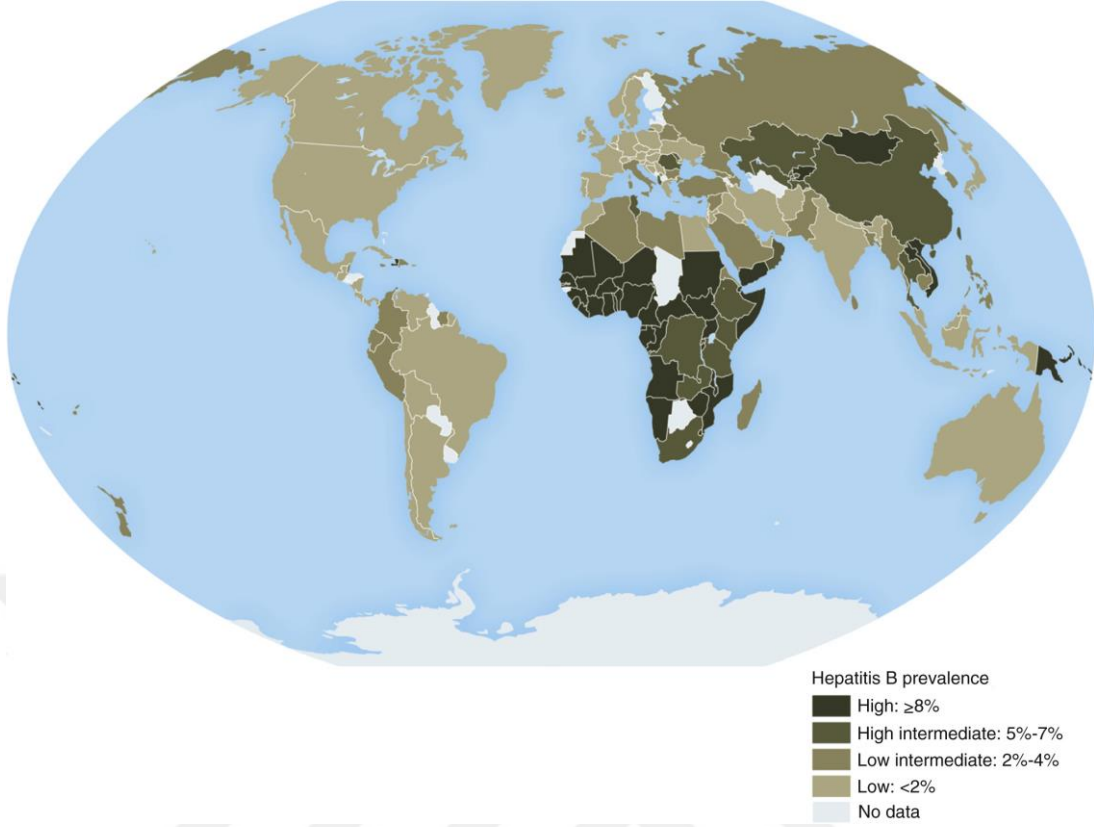 Hepatitis B prevalence
High: ≥8%
High intermediate: 5%-7%
Low intermediate: 2%-4%
Low: <2%
No data